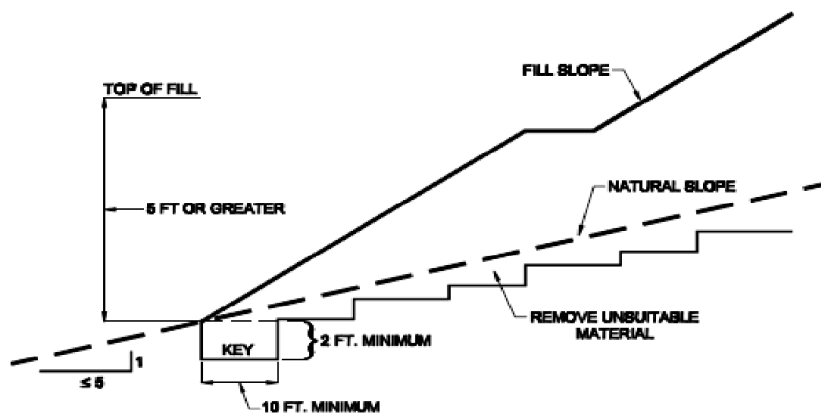 FILL SLOPE
TOP OF FILL
NATURAL SLOPE
5 FT OR GREATER
REMOVE UNSUITABLE
MATERIAL
KEY
2 FT. MINIMUM
1
≤ 5
10 FT. MINIMUM